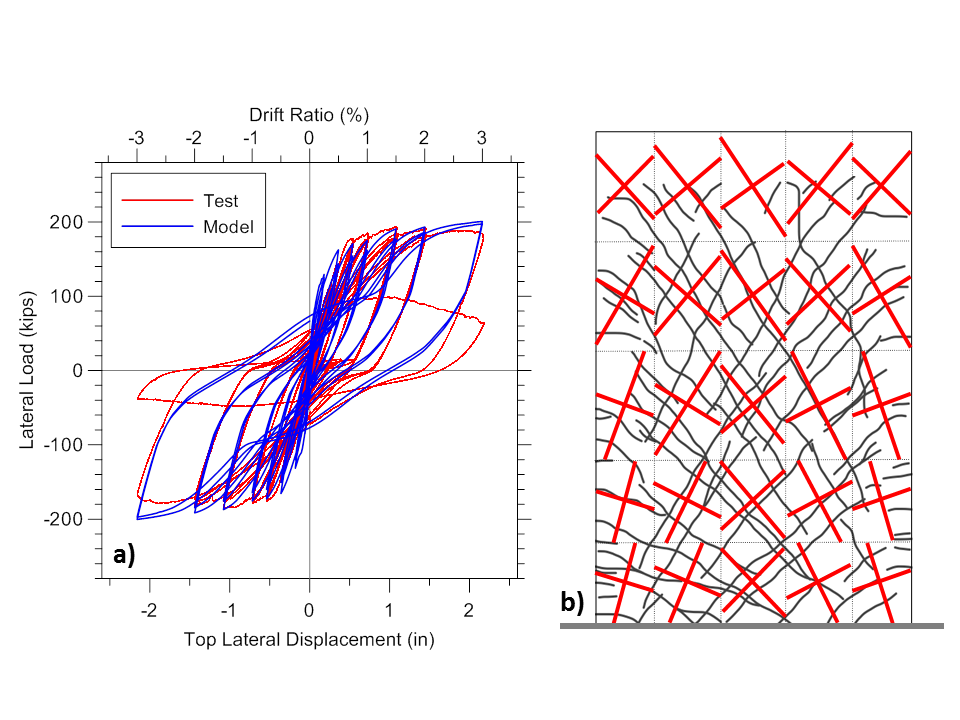 Drift Ratio (%)
-3 -2 -1 0 1 2 3
Test
Model
200
100
0
-100
-200
Lateral Load (kips)
a)
-2 -1 0 1 2
Top Lateral Displacement (in)
b)